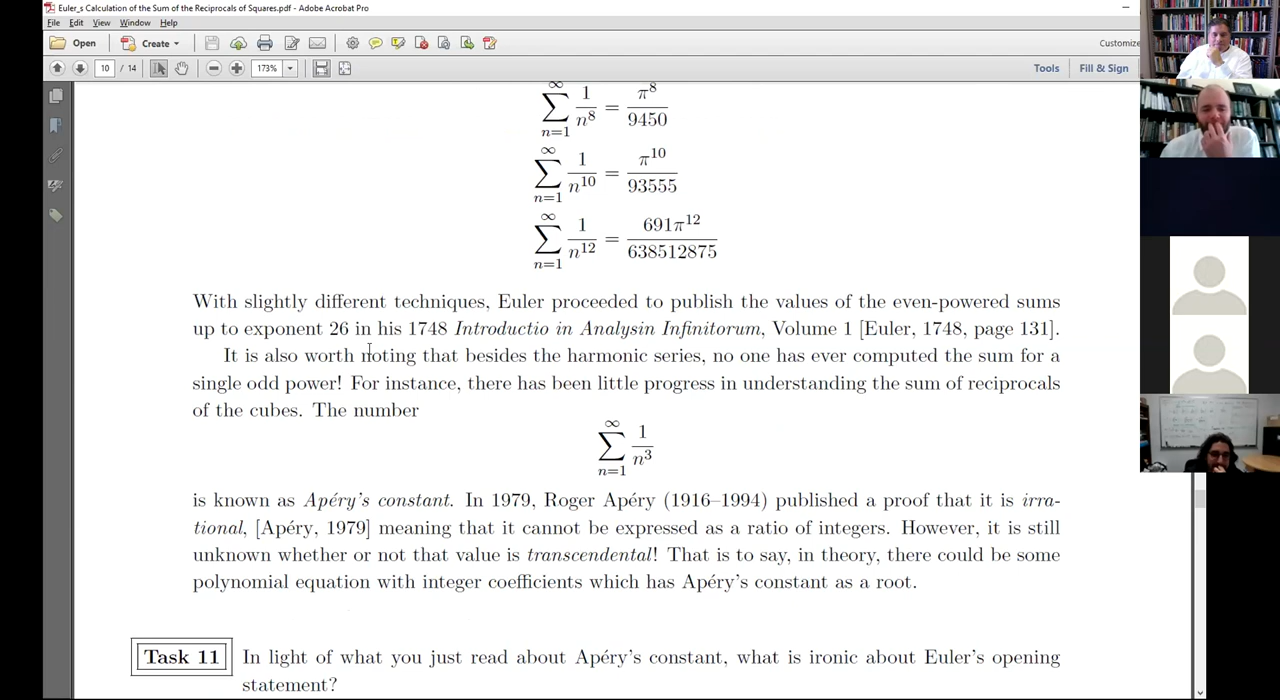 Euler_s Calculation of the Sum of the Reciprocals of Squares.pdf - Adobe Acrobat Pro
File Edit View Window Help
Open Create Customize
10 / 14 173% Tools Fill & Sign
∞ ∑ n=1 1/n⁸ = π⁸/9450
∞ ∑ n=1 1/n¹⁰ = π¹⁰/93555
∞ ∑ n=1 1/n¹² = 691π¹²/638512875
With slightly different techniques, Euler proceeded to publish the values of the even-powered sums
up to exponent 26 in his 1748 Introductio in Analysin Infinitorum, Volume 1 [Euler, 1748, page 131].
It is also worth noting that besides the harmonic series, no one has ever computed the sum for a
single odd power! For instance, there has been little progress in understanding the sum of reciprocals
of the cubes. The number
∞ ∑ n=1 1/n³
is known as Apéry's constant. In 1979, Roger Apéry (1916–1994) published a proof that it is irra-
tional, [Apéry, 1979] meaning that it cannot be expressed as a ratio of integers. However, it is still
unknown whether or not that value is transcendental! That is to say, in theory, there could be some
polynomial equation with integer coefficients which has Apéry's constant as a root.
Task 11 In light of what you just read about Apéry's constant, what is ironic about Euler's opening
statement?